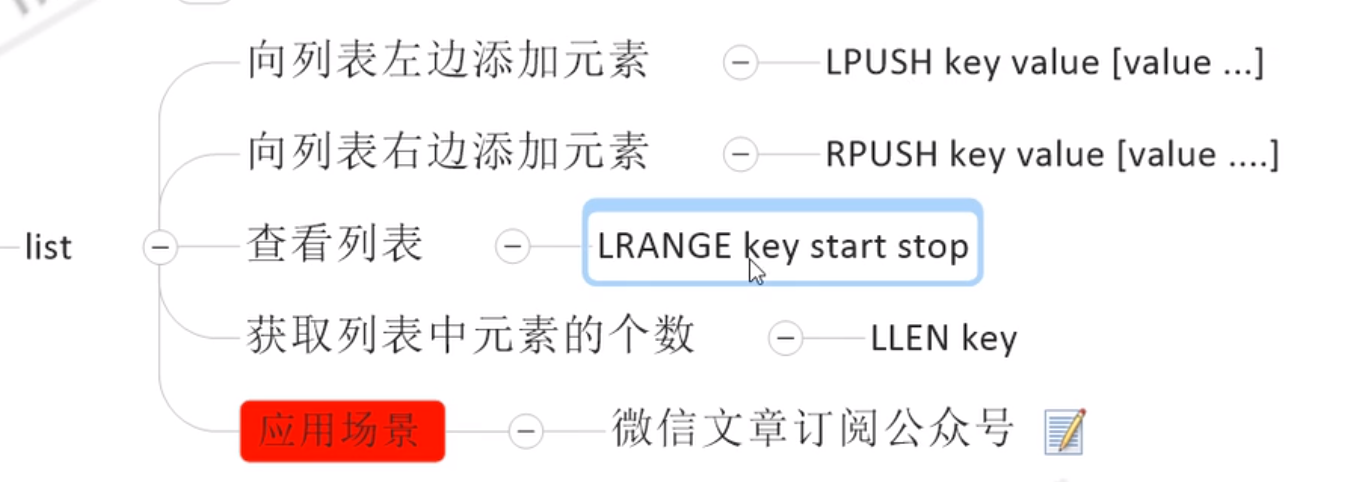 向列表左边添加元素 LPUSH key value [value ...]
向列表右边添加元素 RPUSH key value [value ....]
list 查看列表 LRANGE key start stop
获取列表中元素的个数 LLEN key
应用场景 微信文章订阅公众号